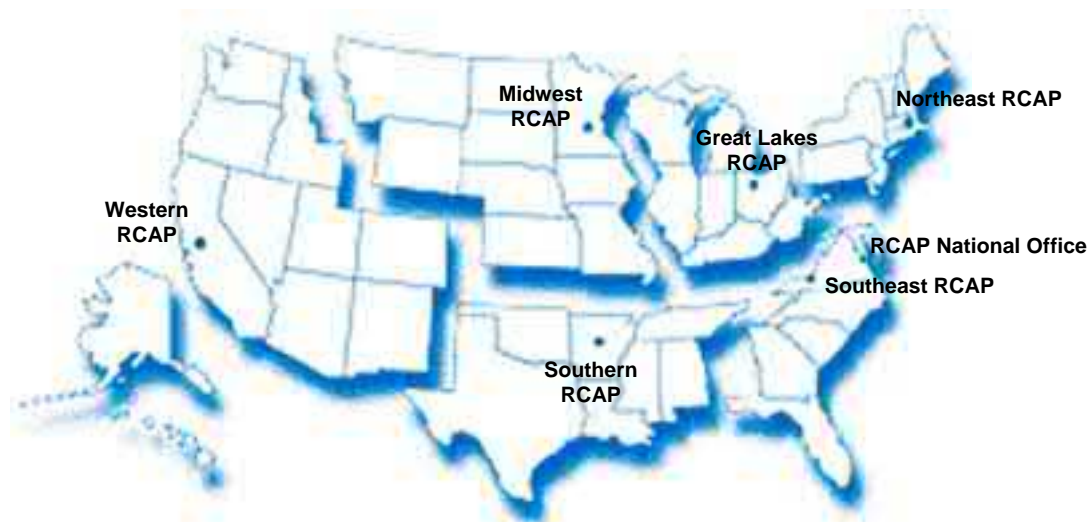 Midwest
RCAP
Northeast RCAP
Great Lakes
RCAP
Western
RCAP
RCAP National Office
Southeast RCAP
Southern
RCAP